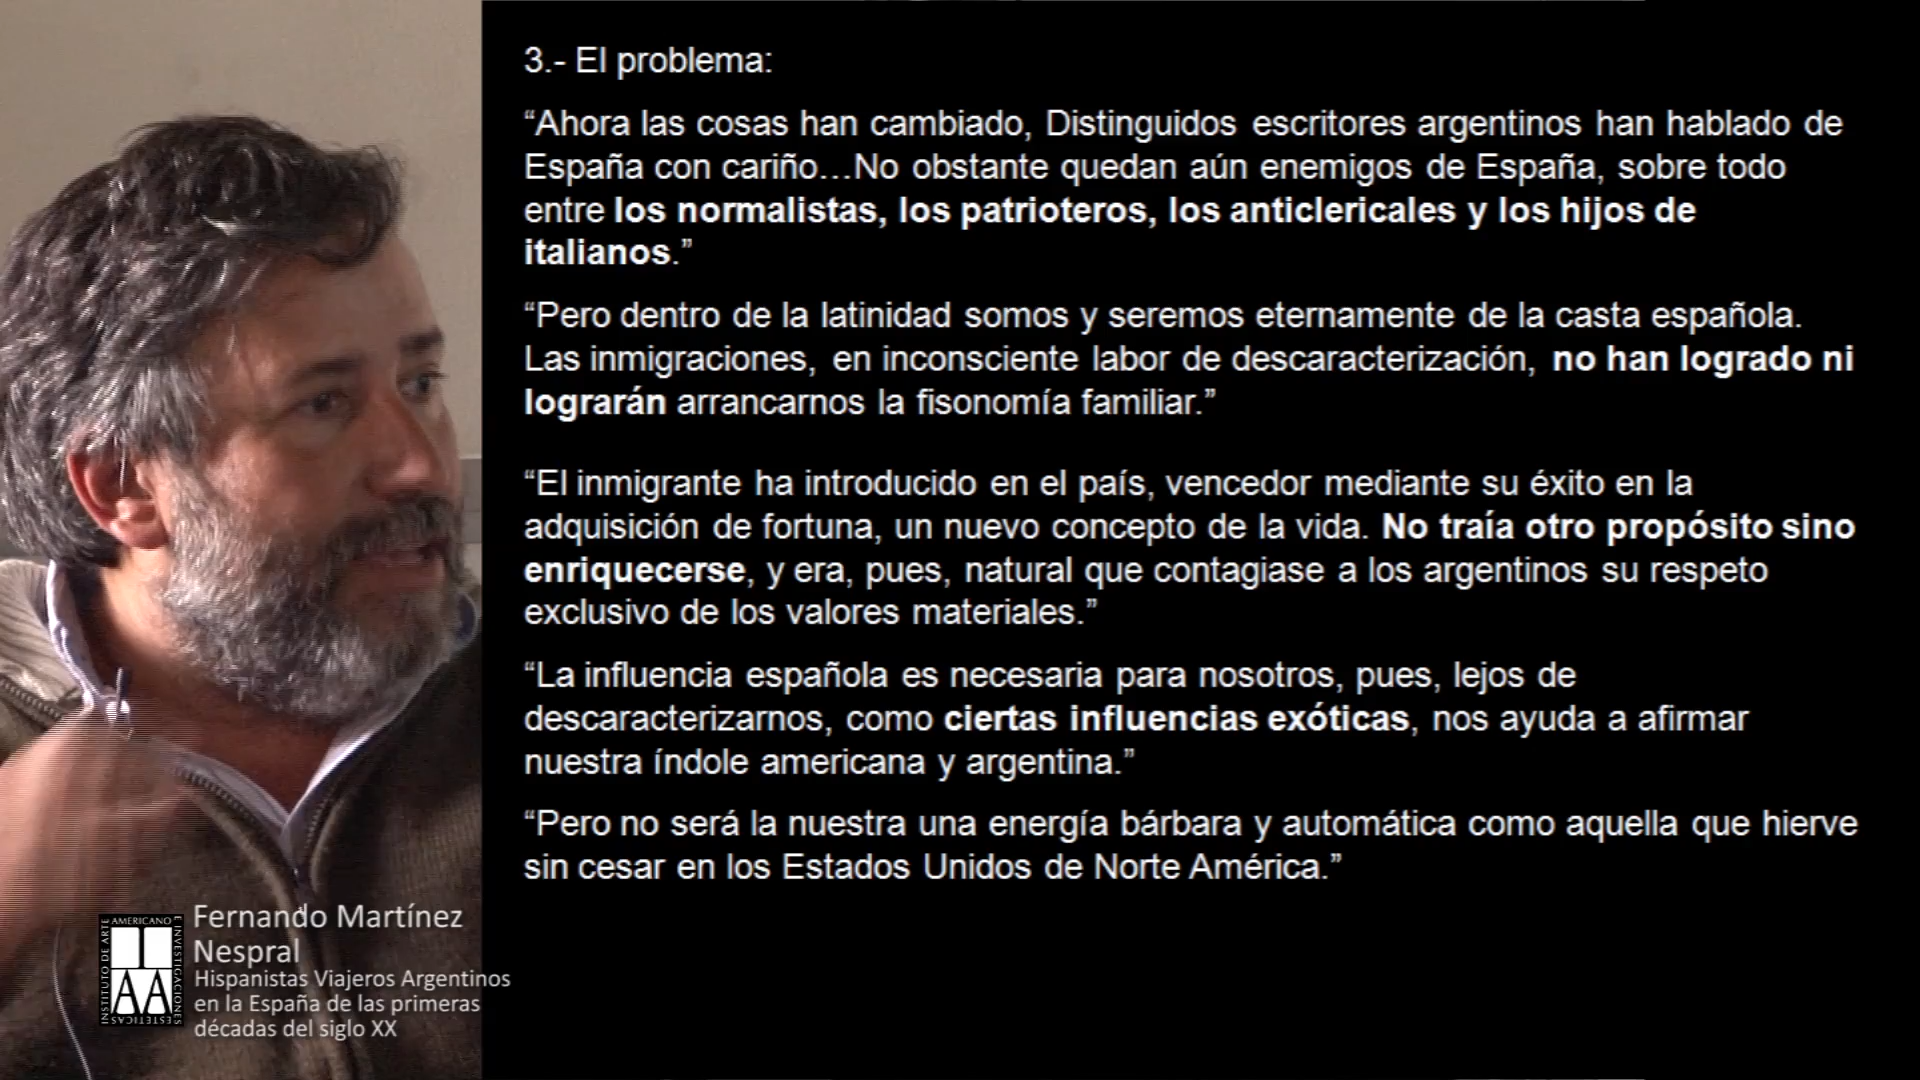 3.- El problema:
“Ahora las cosas han cambiado, Distinguidos escritores argentinos han hablado de
España con cariño…No obstante quedan aún enemigos de España, sobre todo
entre los normalistas, los patrioteros, los anticlericales y los hijos de
italianos.”
“Pero dentro de la latinidad somos y seremos eternamente de la casta española.
Las inmigraciones, en inconsciente labor de descaracterización, no han logrado ni
lograrán arrancarnos la fisonomía familiar.”
“El inmigrante ha introducido en el país, vencedor mediante su éxito en la
adquisición de fortuna, un nuevo concepto de la vida. No traía otro propósito sino
enriquecerse, y era, pues, natural que contagiase a los argentinos su respeto
exclusivo de los valores materiales.”
“La influencia española es necesaria para nosotros, pues, lejos de
descaracterizarnos, como ciertas influencias exóticas, nos ayuda a afirmar
nuestra índole americana y argentina.”
“Pero no será la nuestra una energía bárbara y automática como aquella que hierve
sin cesar en los Estados Unidos de Norte América.”
Fernando Martínez
Nespral
Hispanistas Viajeros Argentinos
en la España de las primeras
décadas del siglo XX
INSTITUTO DE ARTE
AMERICANO
E INVESTIGACIONES
ESTETICAS
IAA